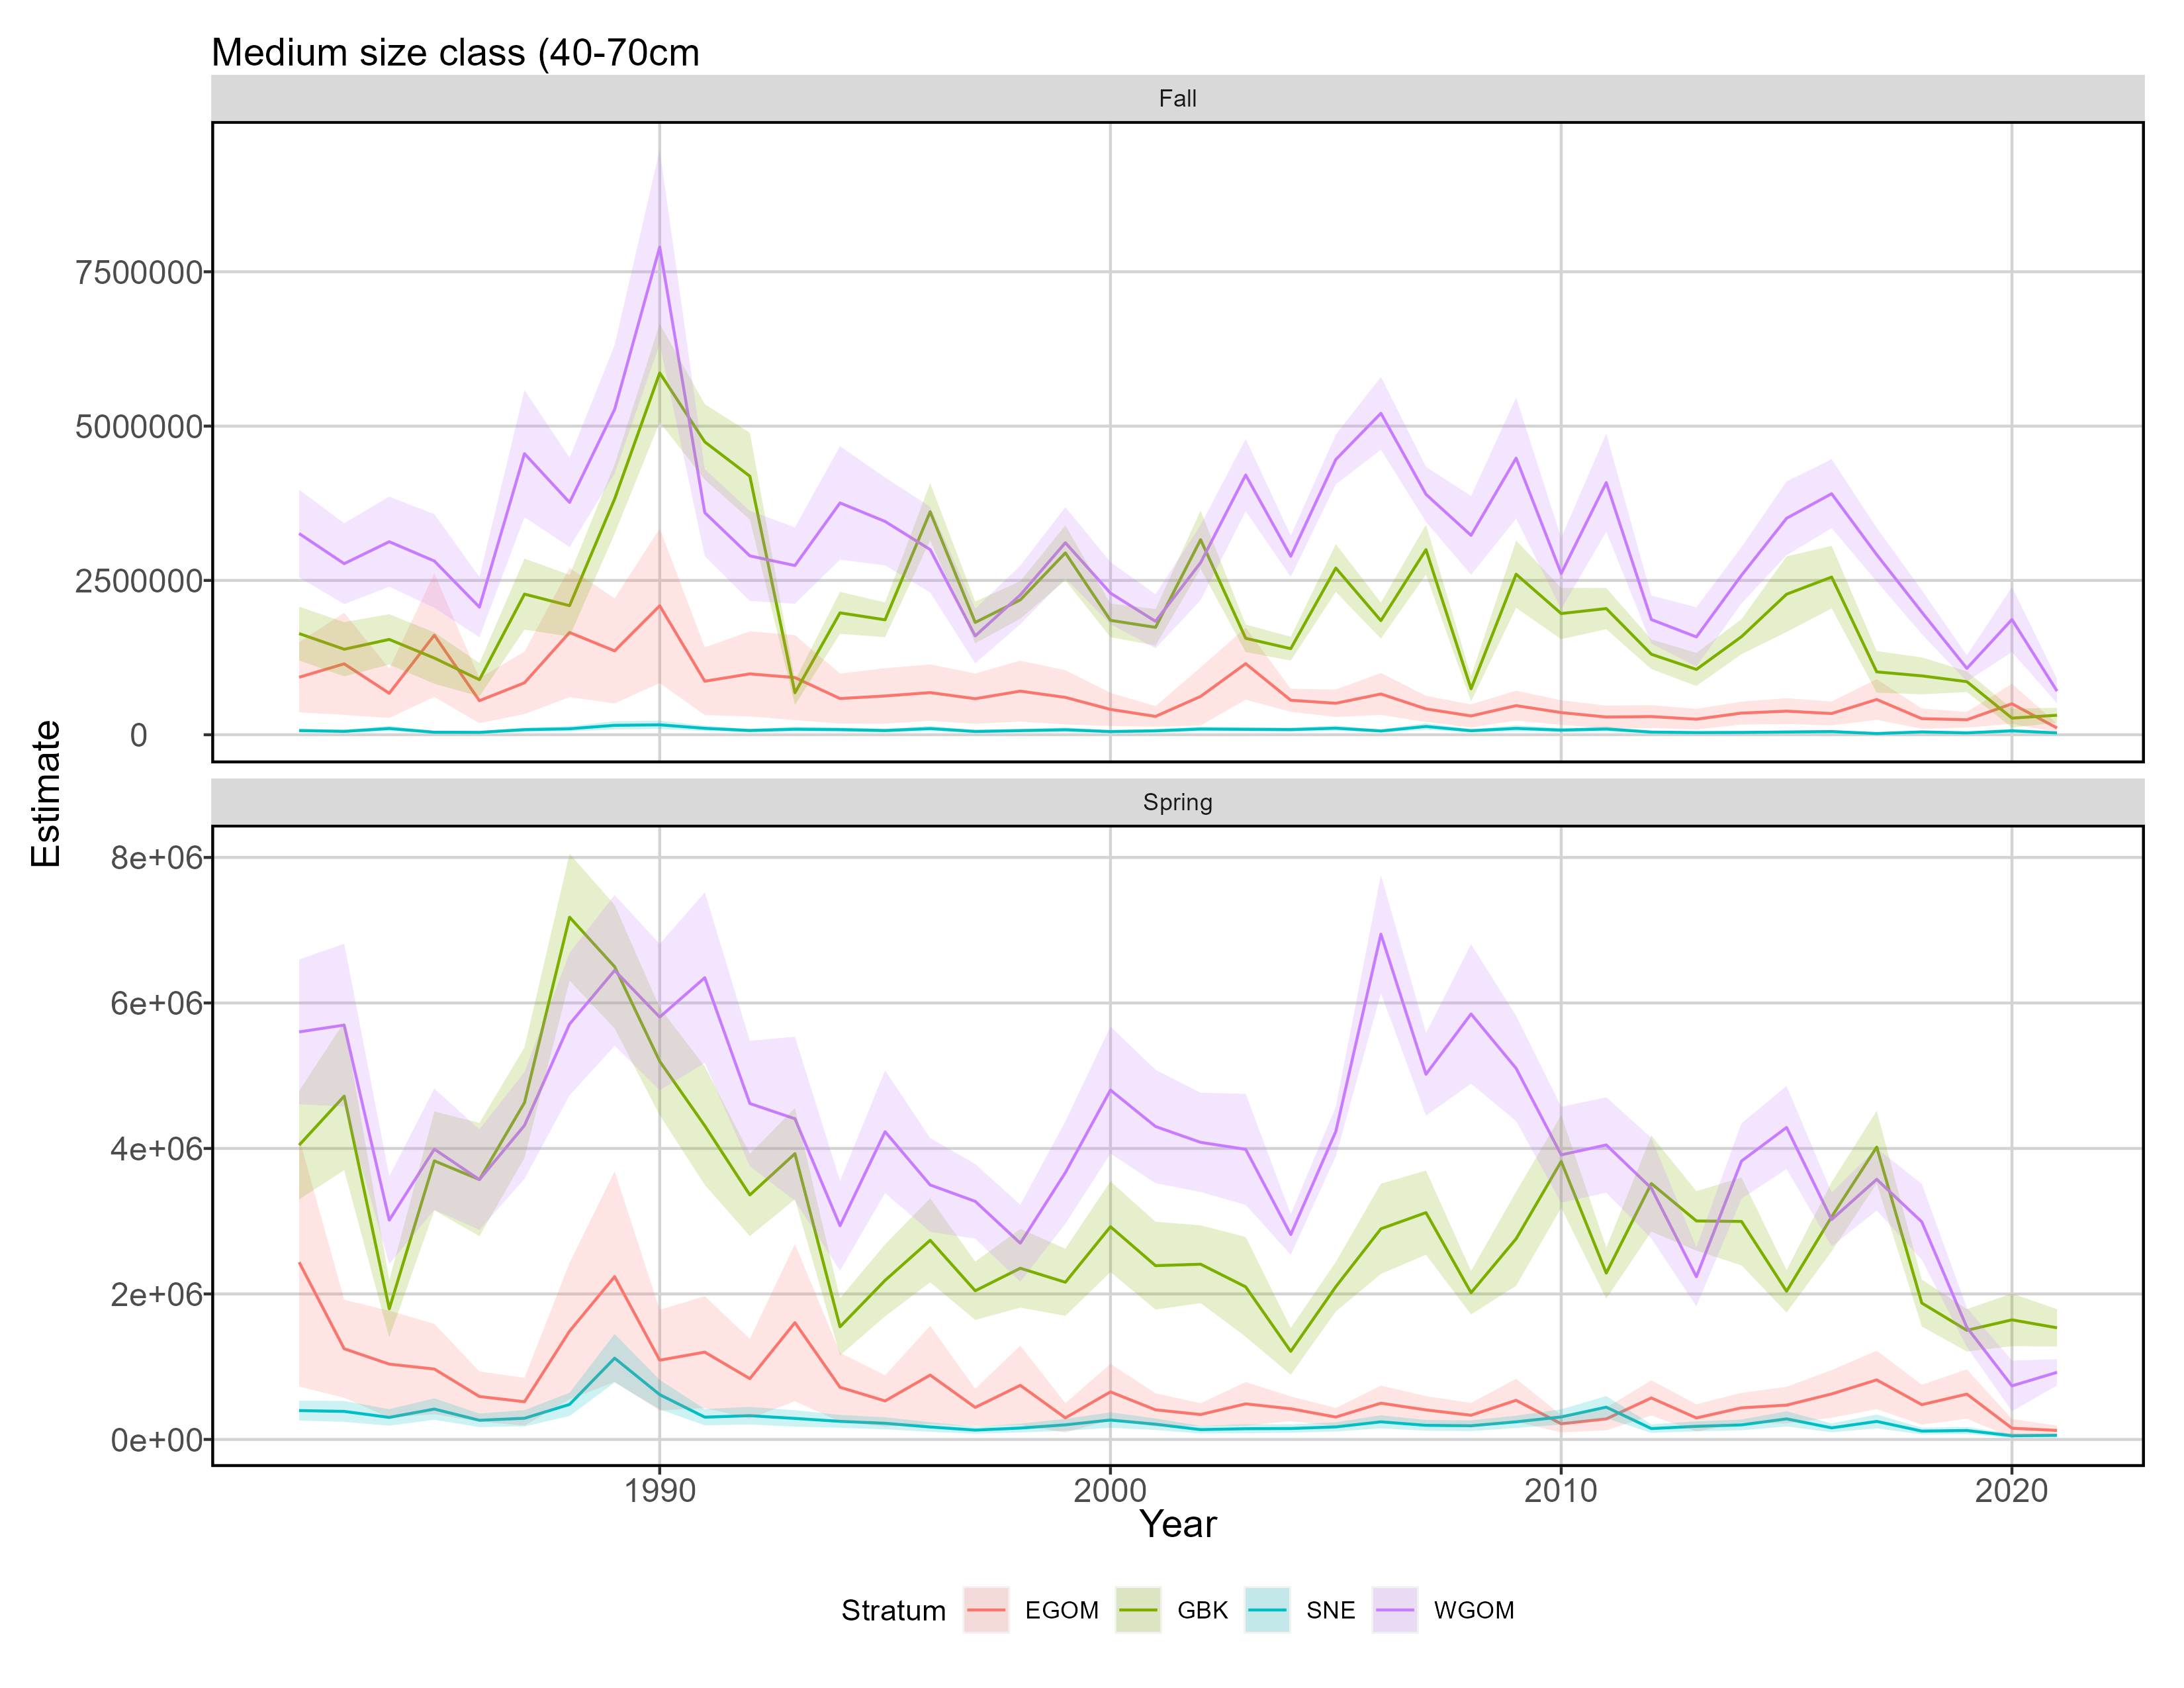 Medium size class (40-70cm
Fall
7500000
5000000
2500000
0
Estimate
Spring
8e+06
6e+06
4e+06
2e+06
0e+00
1990 2000 2010 2020
Year
Stratum EGOM GBK SNE WGOM